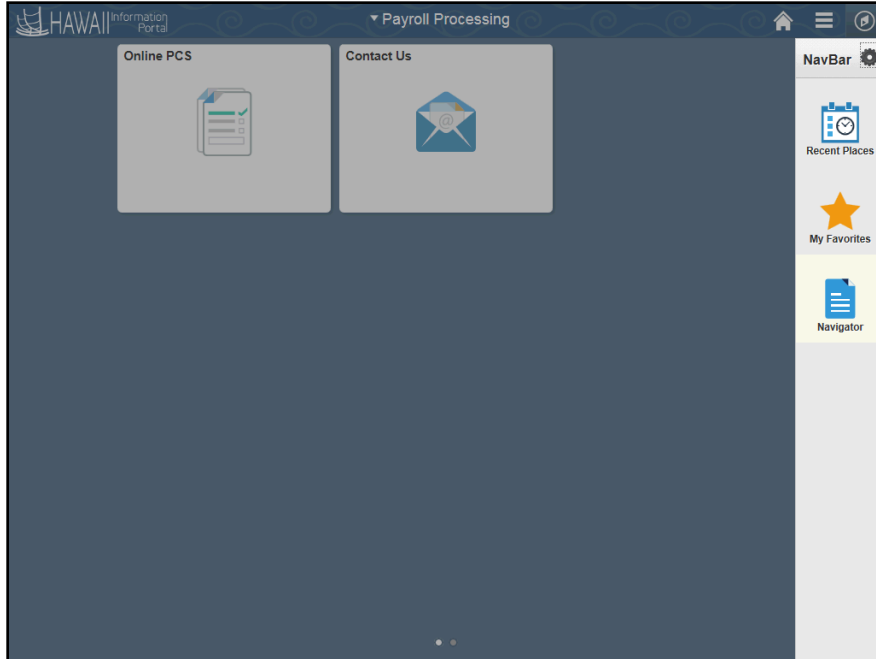 HAWAII Information
Portal
Payroll Processing
Online PCS
Contact Us
@
NavBar
Recent Places
My Favorites
Navigator